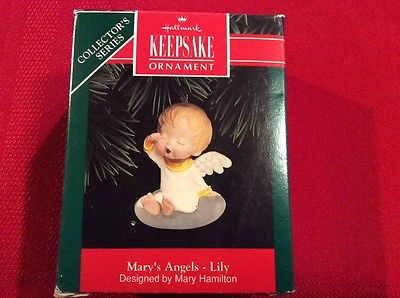 COLLECTOR'S
SERIES
Hallmark
KEEPSAKE
ORNAMENT
Mary's Angels - Lily
Designed by Mary Hamilton